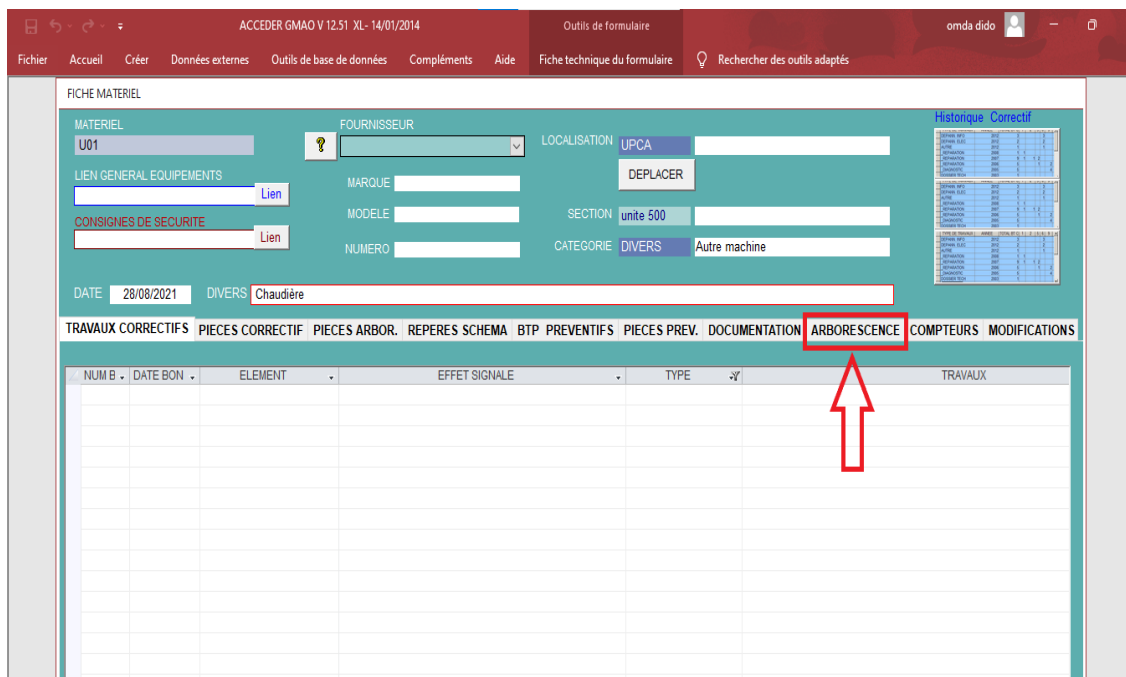 ACCEDER GMAO V 12.51 XL- 14/01/2014 Outils de formulaire omda dido
Fichier Accueil Créer Données externes Outils de base de données Compléments Aide Fiche technique du formulaire Rechercher des outils adaptés
FICHE MATERIEL
MATERIEL FOURNISSEUR Historique Correctif
U01 ? LOCALISATION UPCA
LIEN GENERAL EQUIPEMENTS MARQUE DEPLACER
Lien
CONSIGNES DE SECURITE MODELE SECTION unite 500
Lien NUMERO CATEGORIE DIVERS Autre machine
DATE 28/08/2021 DIVERS Chaudière
TRAVAUX CORRECTIFS PIECES CORRECTIF PIECES ARBOR. REPERES SCHEMA BTP PREVENTIFS PIECES PREV. DOCUMENTATION ARBORESCENCE COMPTEURS MODIFICATIONS
NUM B DATE BON ELEMENT EFFET SIGNALE TYPE TRAVAUX